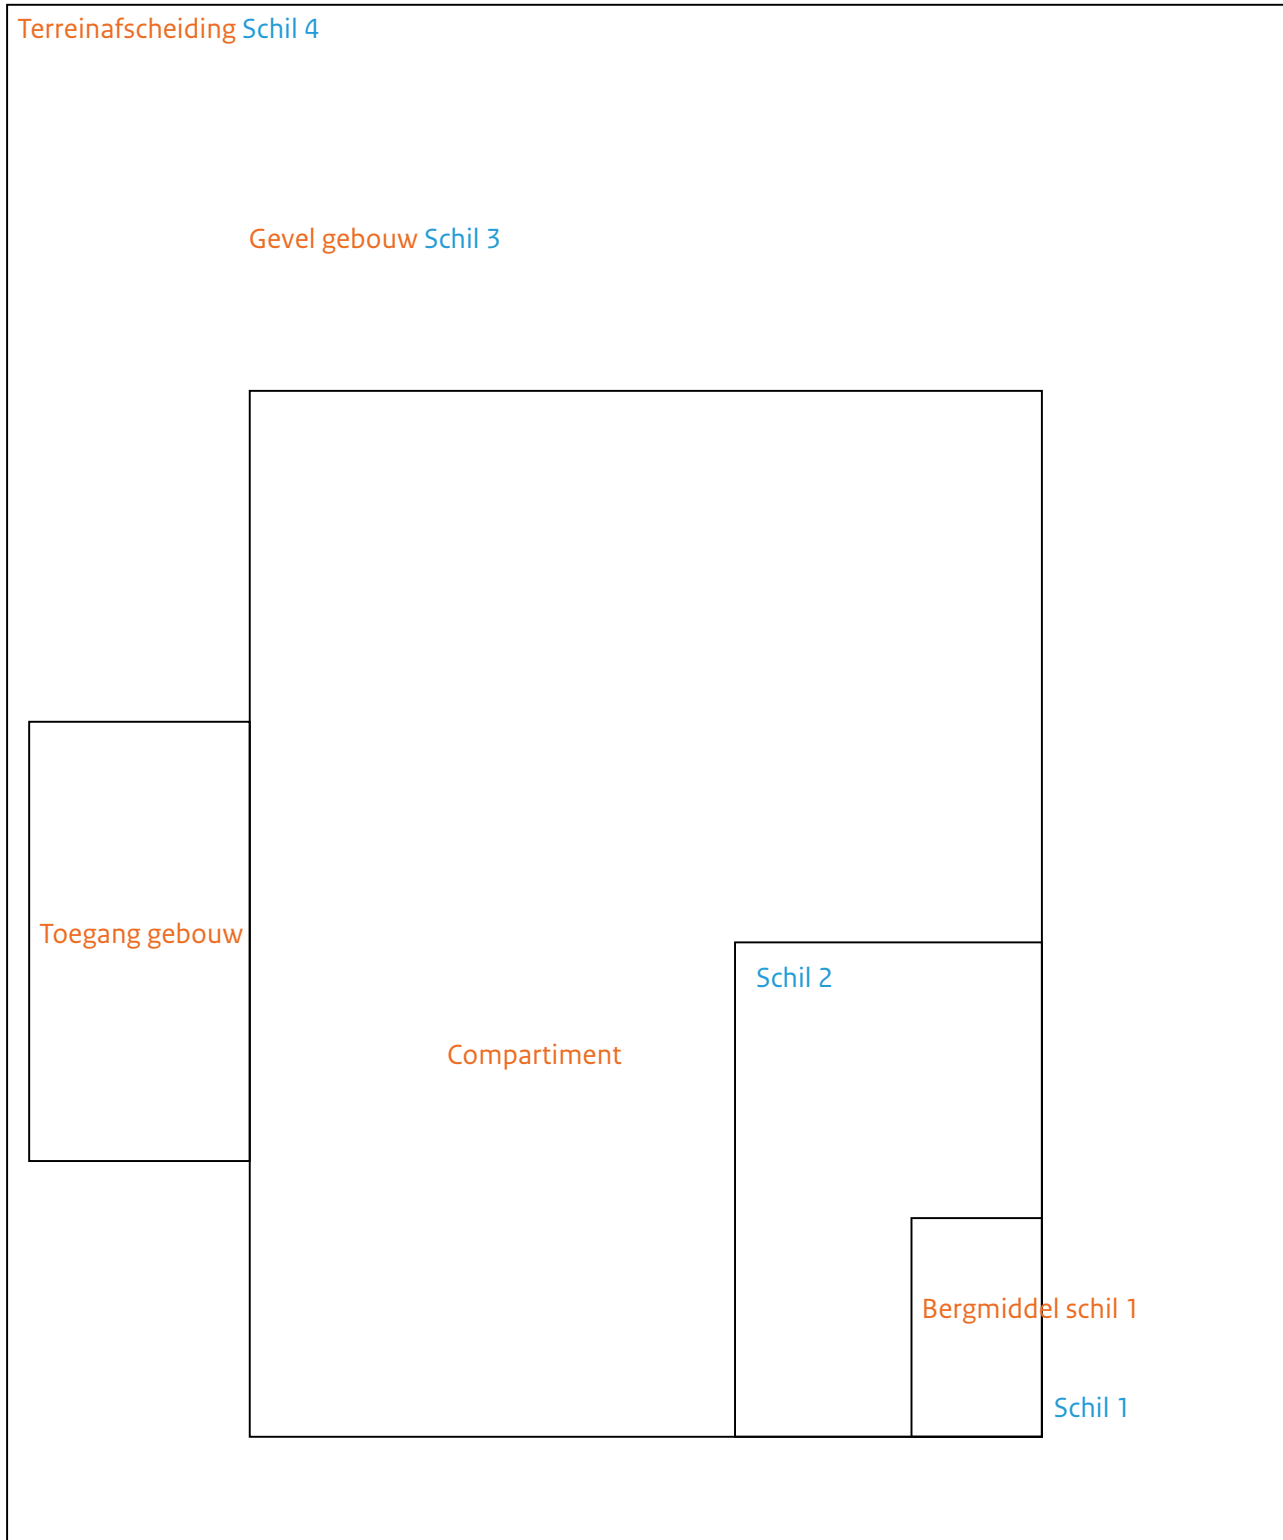 Terreinafscheiding Schil 4
Gevel gebouw Schil 3
Toegang gebouw
Schil 2
Compartiment
Bergmiddel schil 1
Schil 1